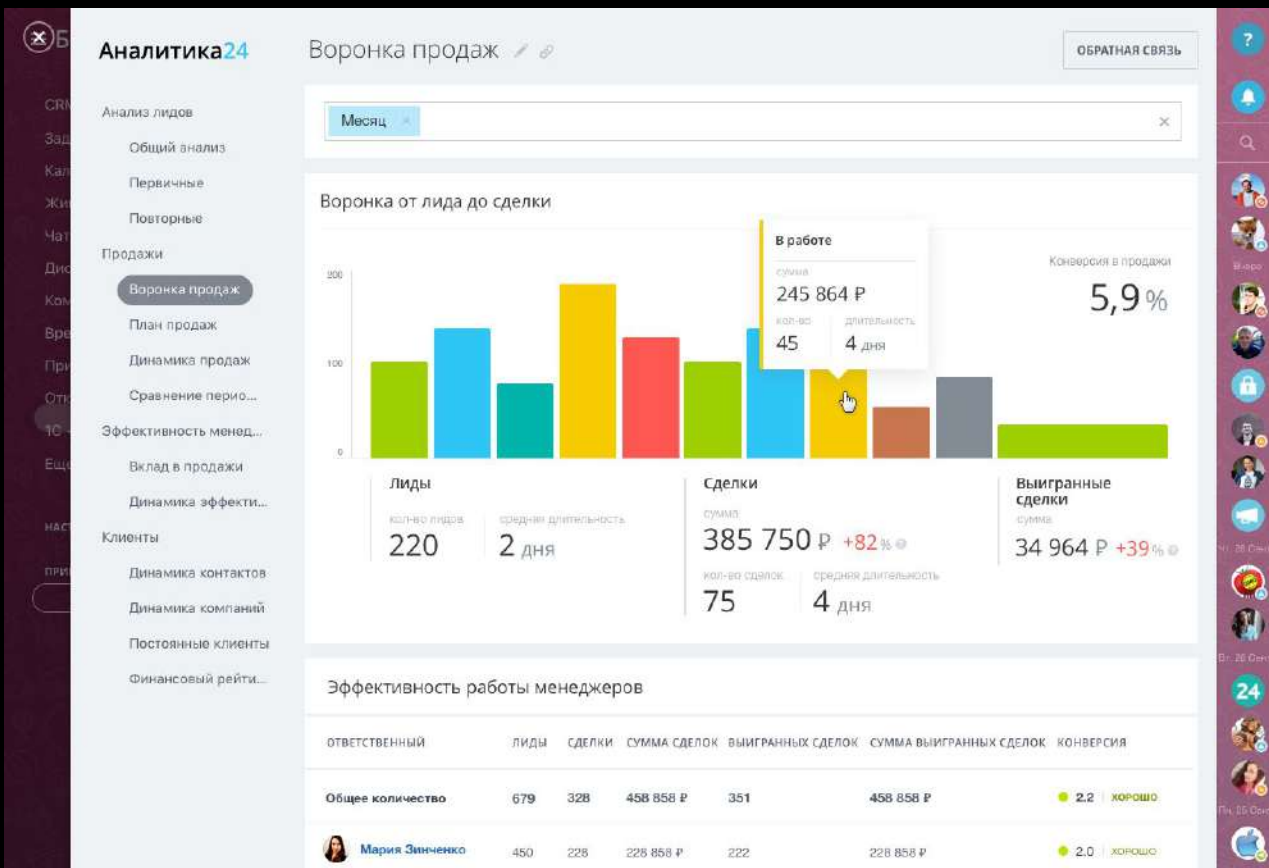 Аналитика24
Воронка продаж
ОБРАТНАЯ СВЯЗЬ
Анализ лидов
Общий анализ
Первичные
Повторные
Продажи
Воронка продаж
План продаж
Динамика продаж
Сравнение перио...
Эффективность менед...
Вклад в продажи
Динамика эффекти...
Клиенты
Динамика контактов
Динамика компаний
Постоянные клиенты
Финансовый рейти...
Месяц ×
Воронка от лида до сделки
В работе
сумма
245 864 ₽
кол-во длительность
45 4 дня
Конверсия в продажи
5,9 %
200
100
0
Лиды
кол-во лидов средняя длительность
220 2 дня
Сделки
сумма
385 750 ₽ +82 %
кол-во сделок средняя длительность
75 4 дня
Выигранные
сделки
сумма
34 964 ₽ +39 %
Эффективность работы менеджеров
ОТВЕТСТВЕННЫЙ ЛИДЫ СДЕЛКИ СУММА СДЕЛОК ВЫИГРАННЫХ СДЕЛОК СУММА ВЫИГРАННЫХ СДЕЛОК КОНВЕРСИЯ
Общее количество 679 328 458 858 ₽ 351 458 858 ₽ 2.2 ХОРОШО
Мария Зинченко 450 228 228 858 ₽ 222 228 858 ₽ 2.0 ХОРОШО
CRM
?
24